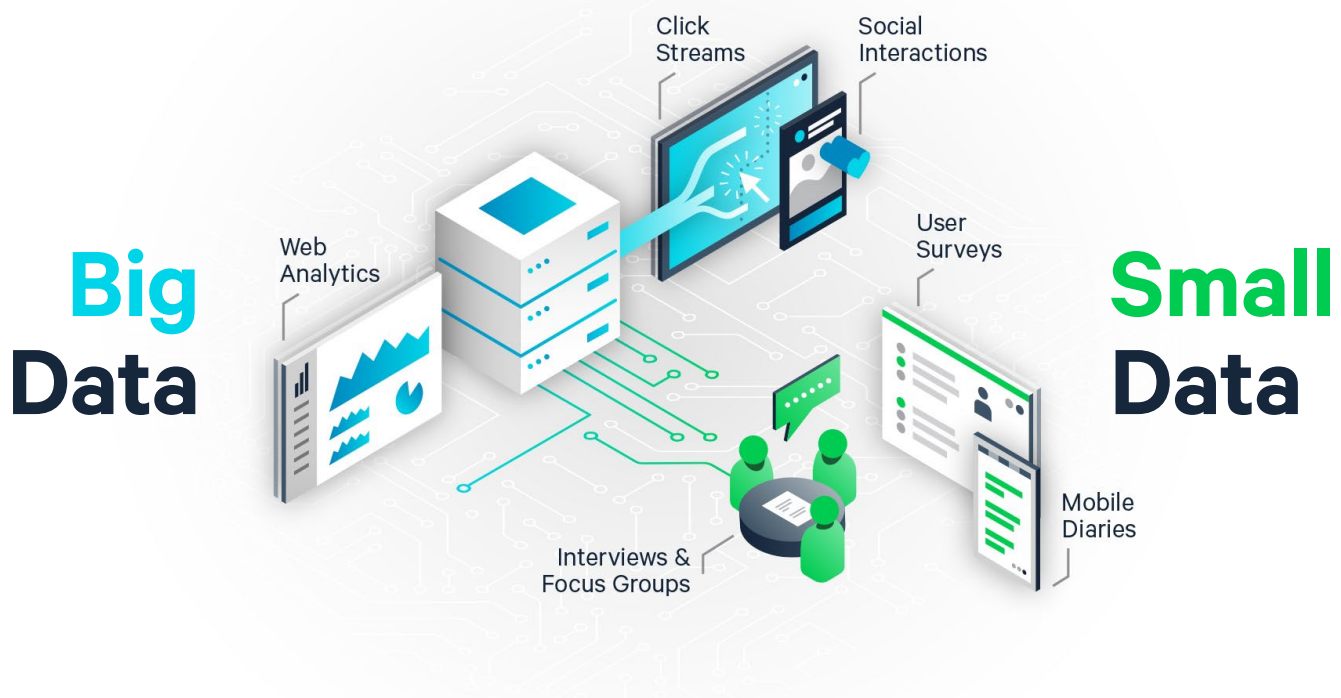 Click
Streams
Social
Interactions
Web
Analytics
User
Surveys
Big
Data
Small
Data
Mobile
Diaries
Interviews &
Focus Groups